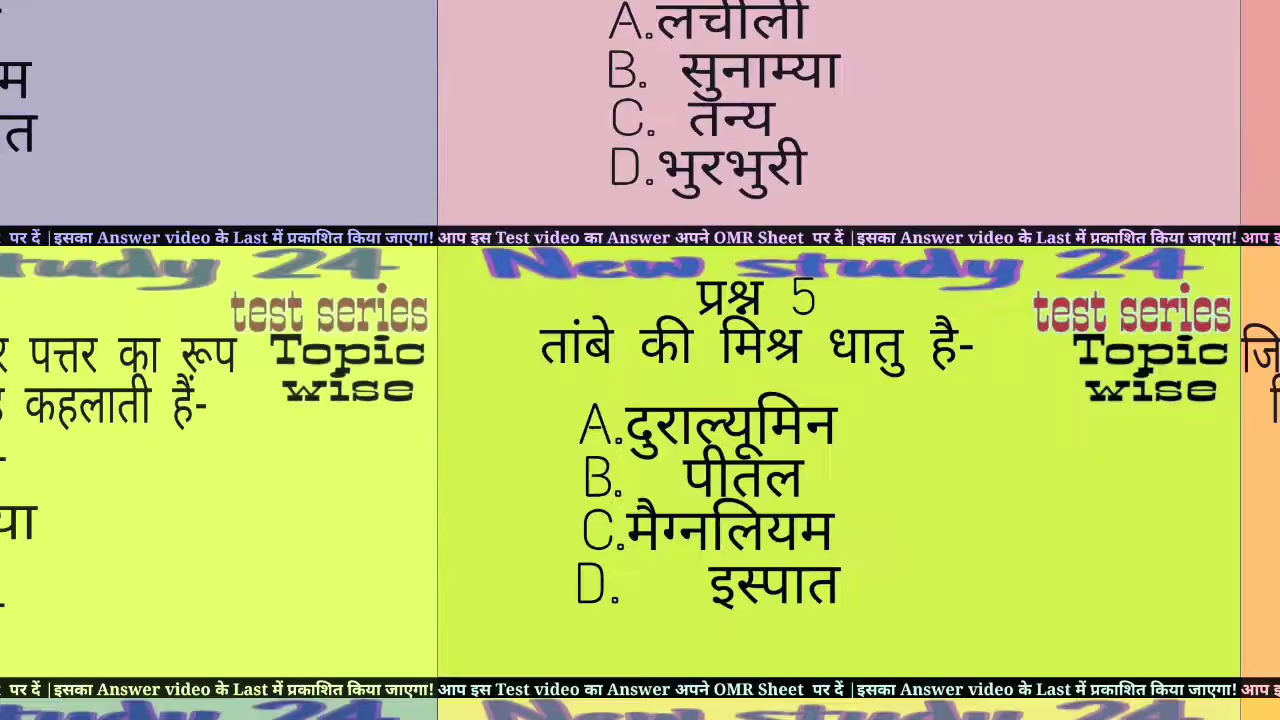 म
त
A.लचीली
B. सुनाम्या
C. तन्य
D.भुरभुरी
पर दें |इसका Answer video के Last में प्रकाशित किया जाएगा! आप इस Test video का Answer अपने OMR Sheet पर दें |इसका Answer video के Last में प्रकाशित किया जाएगा! आप
tudy 24
test series
Topic
wise
पत्तर का रूप
कहलाती हैं-
या
New study 24
test series
Topic
wise
प्रश्न 5
तांबे की मिश्र धातु है-
A.दुराल्यूमिन
B. पीतल
C.मैग्नलियम
D. इस्पात
जि
पर दें |इसका Answer video के Last में प्रकाशित किया जाएगा! आप इस Test video का Answer अपने OMR Sheet पर दें |इसका Answer video के Last में प्रकाशित किया जाएगा! आप